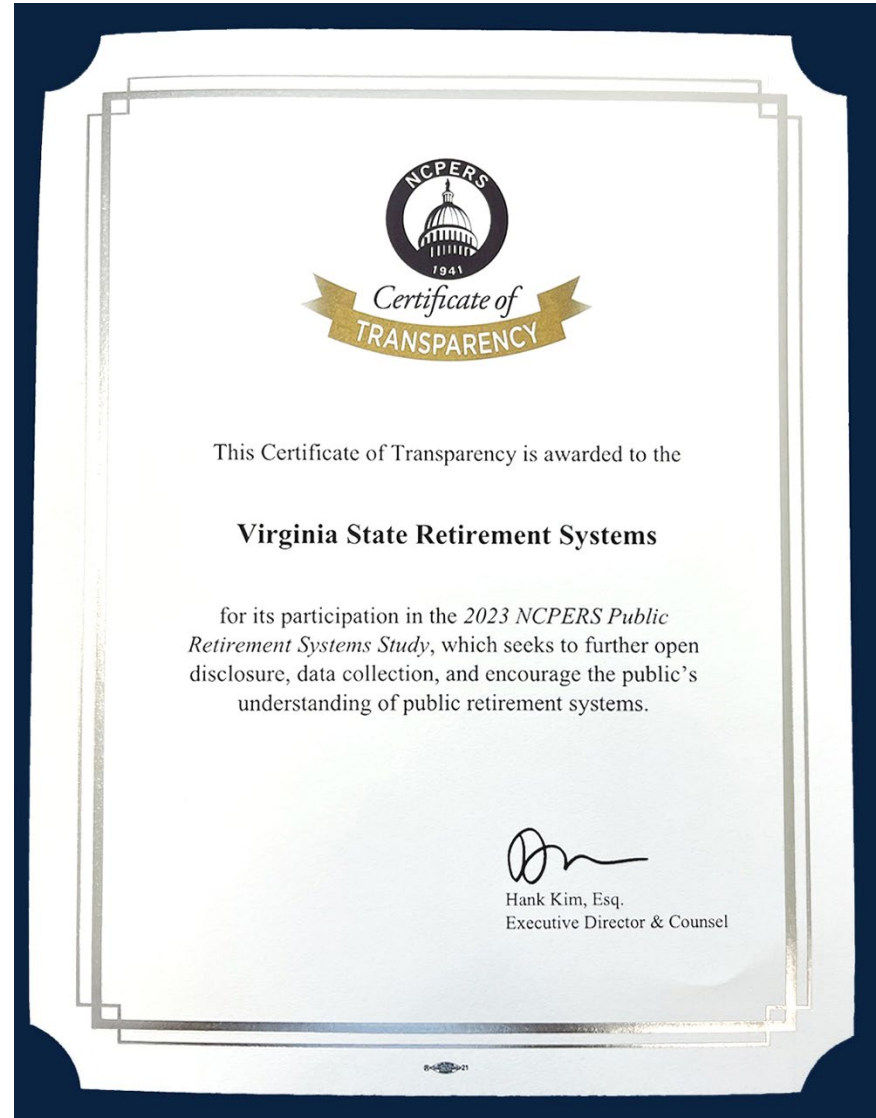 NCPERS
1941
Certificate of
TRANSPARENCY
This Certificate of Transparency is awarded to the
Virginia State Retirement Systems
for its participation in the 2023 NCPERS Public
Retirement Systems Study, which seeks to further open
disclosure, data collection, and encourage the public’s
understanding of public retirement systems.
Hank Kim, Esq.
Executive Director & Counsel